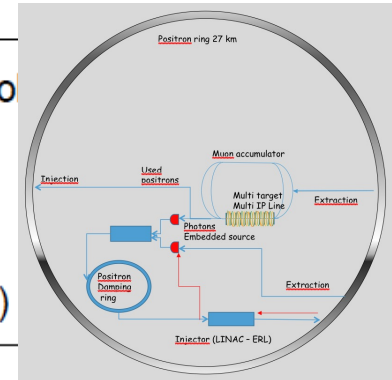 Positron ring 27 km
Muon accumulator
Injection
Used
positrons
Multi target
Multi IP Line
Extraction
Photons
Embedded source
Positron
Damping
ring
Extraction
Injector (LINAC - ERL)
)